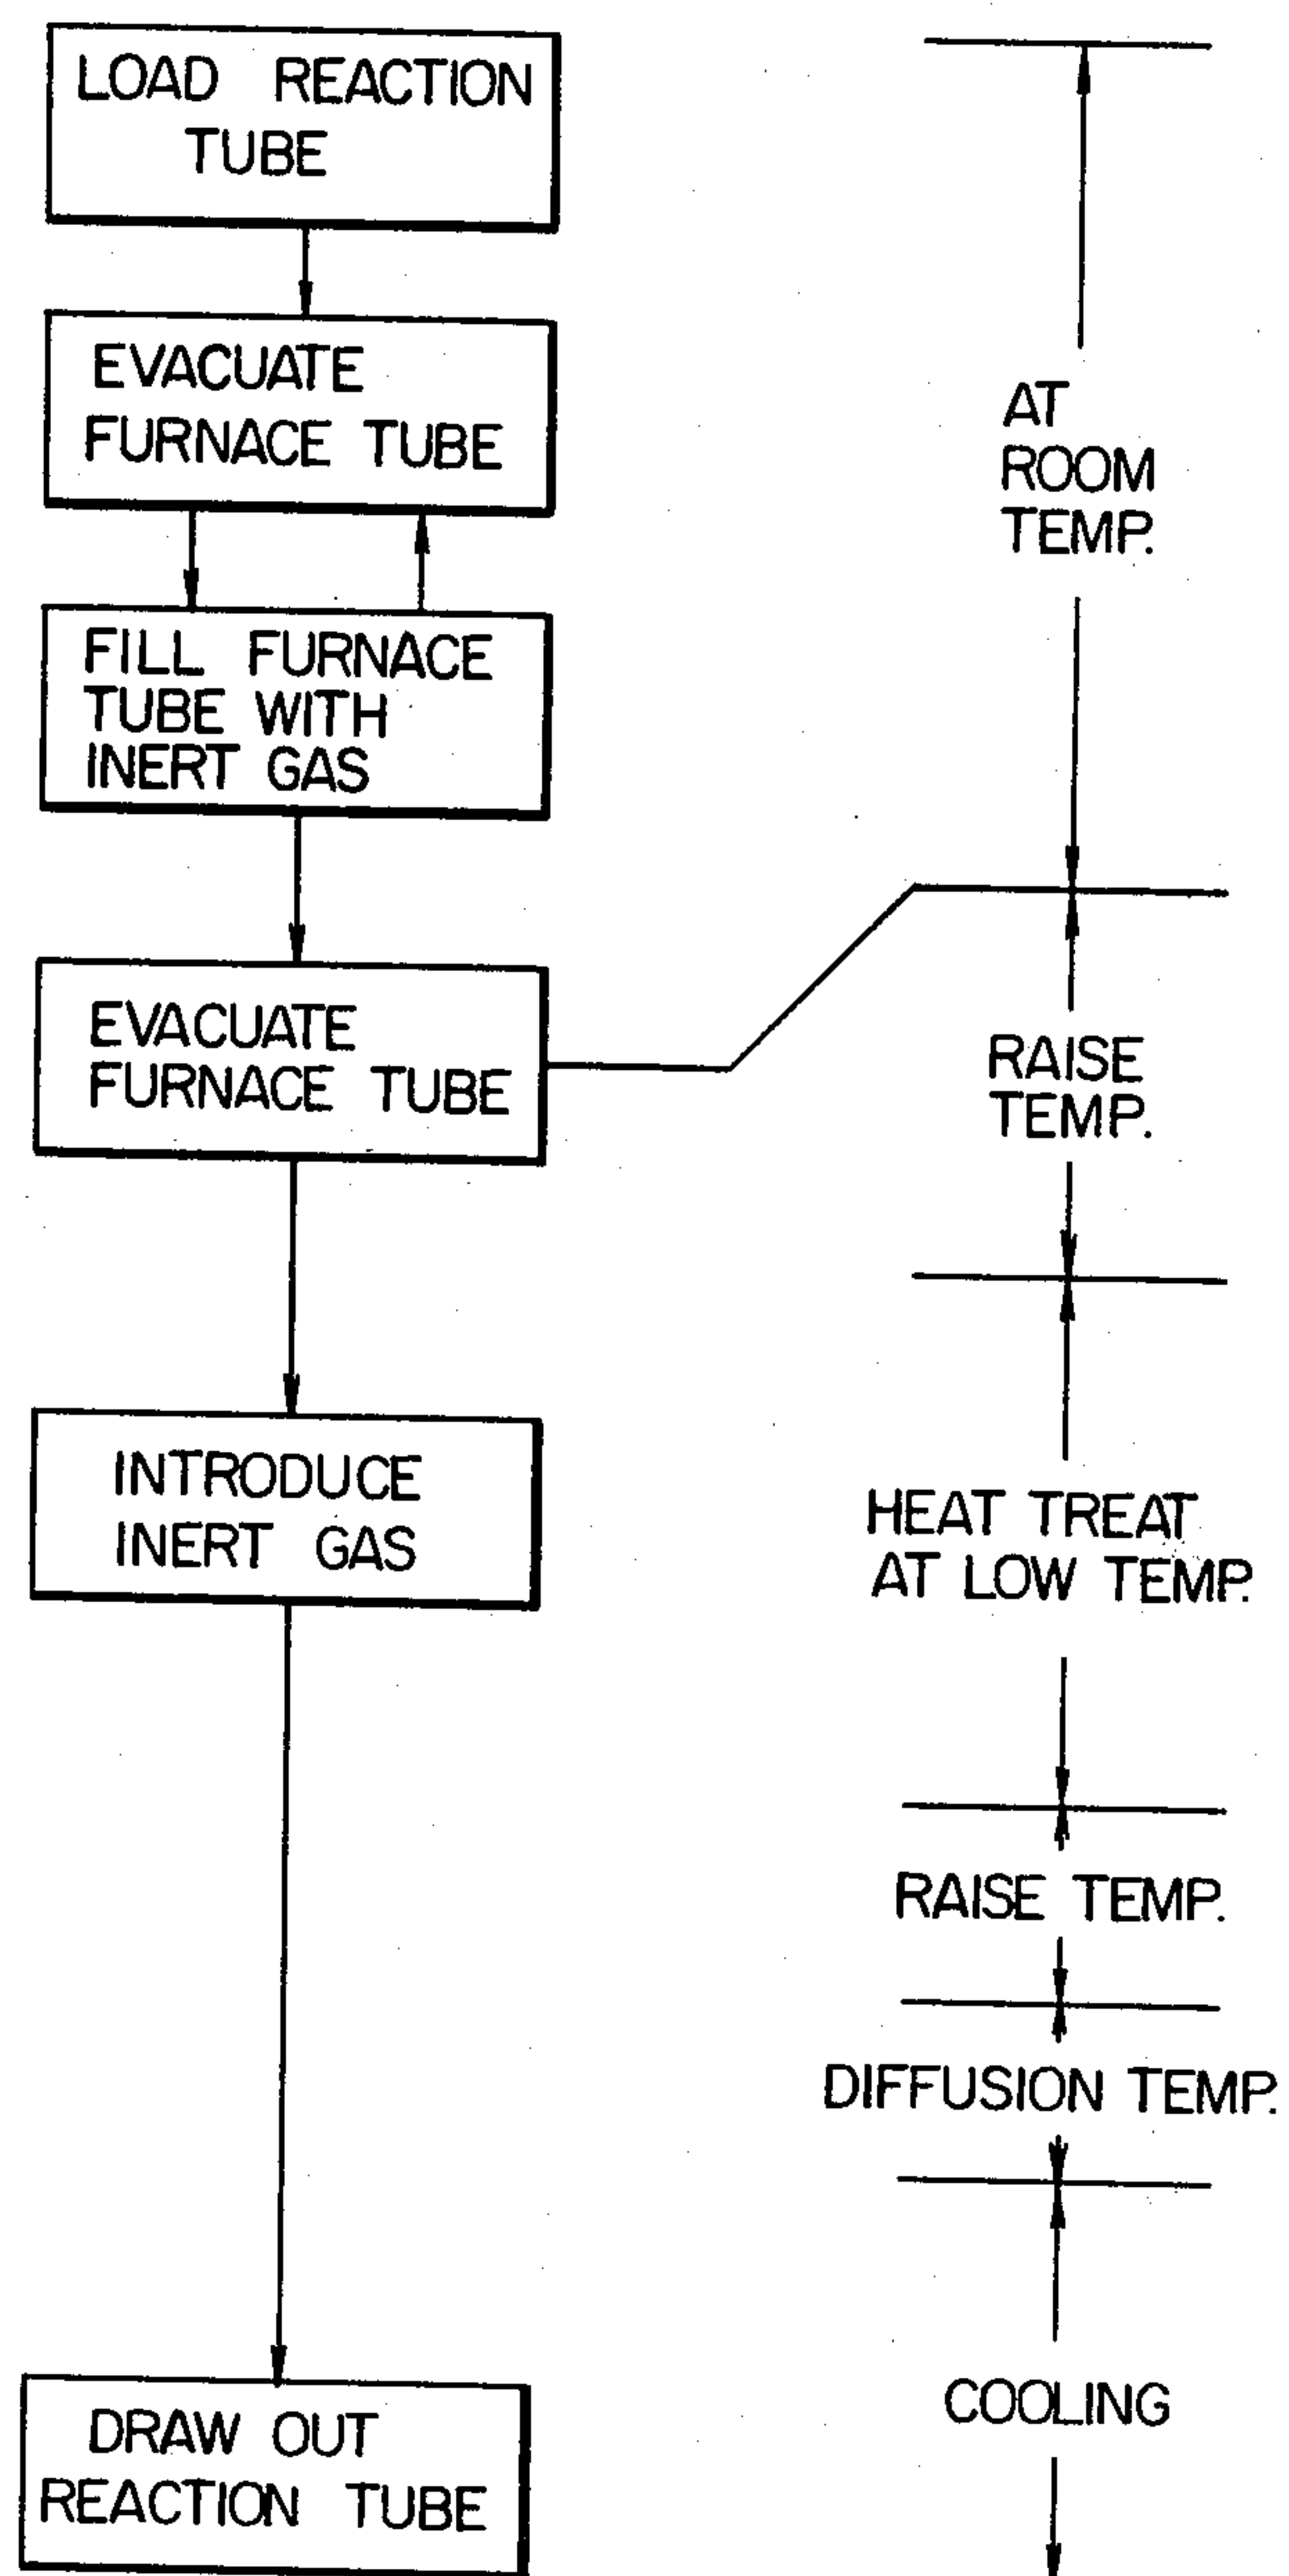 LOAD REACTION
TUBE
EVACUATE
FURNACE TUBE
FILL FURNACE
TUBE WITH
INERT GAS
EVACUATE
FURNACE TUBE
INTRODUCE
INERT GAS
DRAW OUT
REACTION TUBE
AT
ROOM
TEMP.
RAISE
TEMP.
HEAT TREAT
AT LOW TEMP.
RAISE TEMP.
DIFFUSION TEMP.
COOLING